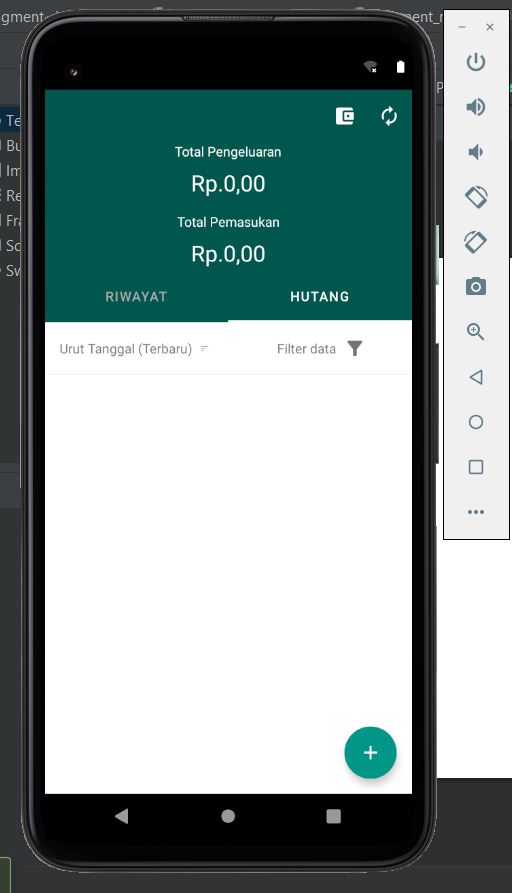 gment_
ment_r
P
Te
Bu
Im
Re
Fra
Sc
Sw
Total Pengeluaran
Rp.0,00
Total Pemasukan
Rp.0,00
RIWAYAT HUTANG
Urut Tanggal (Terbaru) Filter data